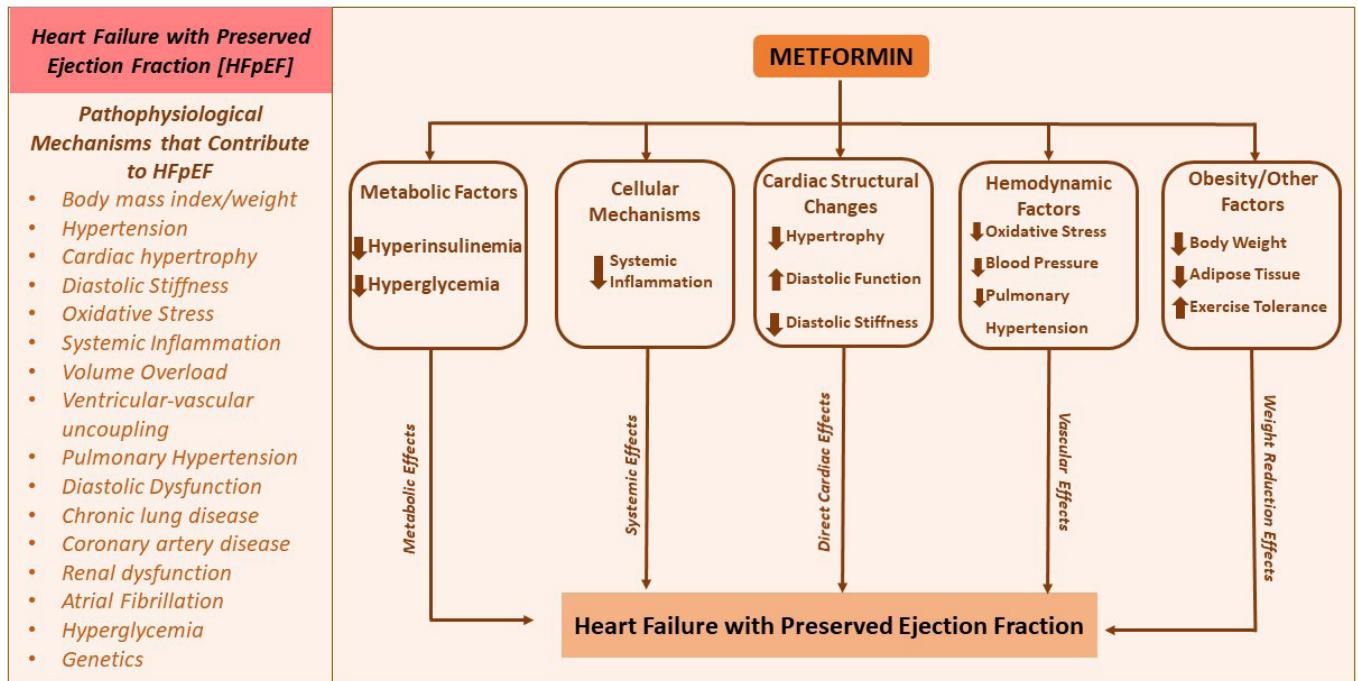 Heart Failure with Preserved
Ejection Fraction [HFpEF]
Pathophysiological
Mechanisms that Contribute
to HFpEF
• Body mass index/weight
• Hypertension
• Cardiac hypertrophy
• Diastolic Stiffness
• Oxidative Stress
• Systemic Inflammation
• Volume Overload
• Ventricular-vascular
uncoupling
• Pulmonary Hypertension
• Diastolic Dysfunction
• Chronic lung disease
• Coronary artery disease
• Renal dysfunction
• Atrial Fibrillation
• Hyperglycemia
• Genetics
METFORMIN
Metabolic Factors
Hyperinsulinemia
Hyperglycemia
Cellular
Mechanisms
Systemic
Inflammation
Cardiac Structural
Changes
Hypertrophy
Diastolic Function
Diastolic Stiffness
Hemodynamic
Factors
Oxidative Stress
Blood Pressure
Pulmonary
Hypertension
Obesity/Other
Factors
Body Weight
Adipose Tissue
Exercise Tolerance
Metabolic Effects
Systemic Effects
Direct Cardiac Effects
Vascular Effects
Weight Reduction Effects
Heart Failure with Preserved Ejection Fraction